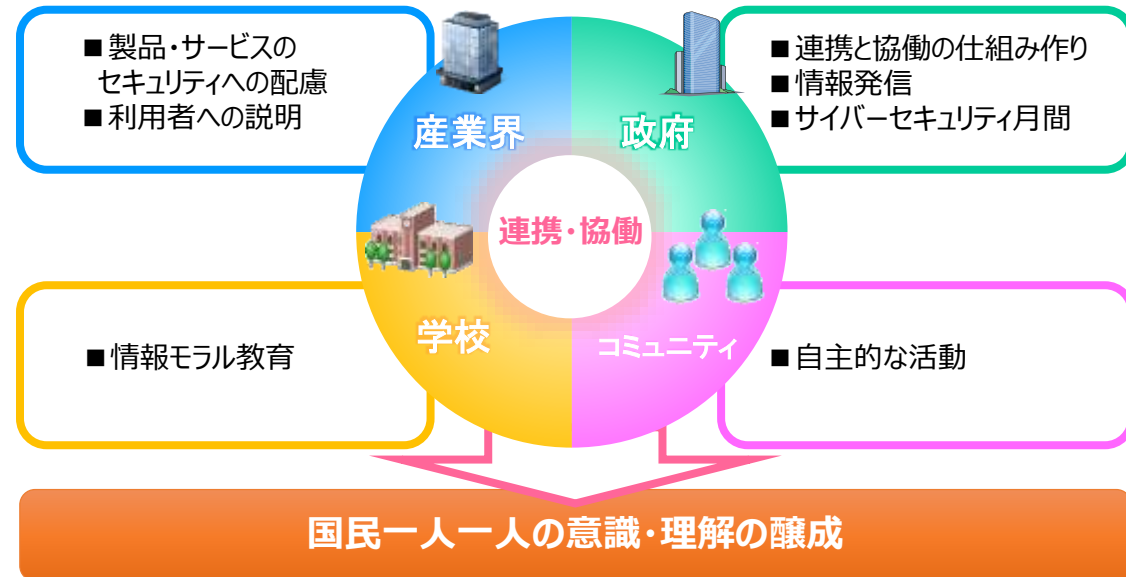 ■製品・サービスの
セキュリティへの配慮
■利用者への説明
産業界
政府
■連携と協働の仕組み作り
■情報発信
■サイバーセキュリティ月間
連携・協働
■情報モラル教育
学校
コミュニティ
■自主的な活動
国民一人一人の意識・理解の醸成